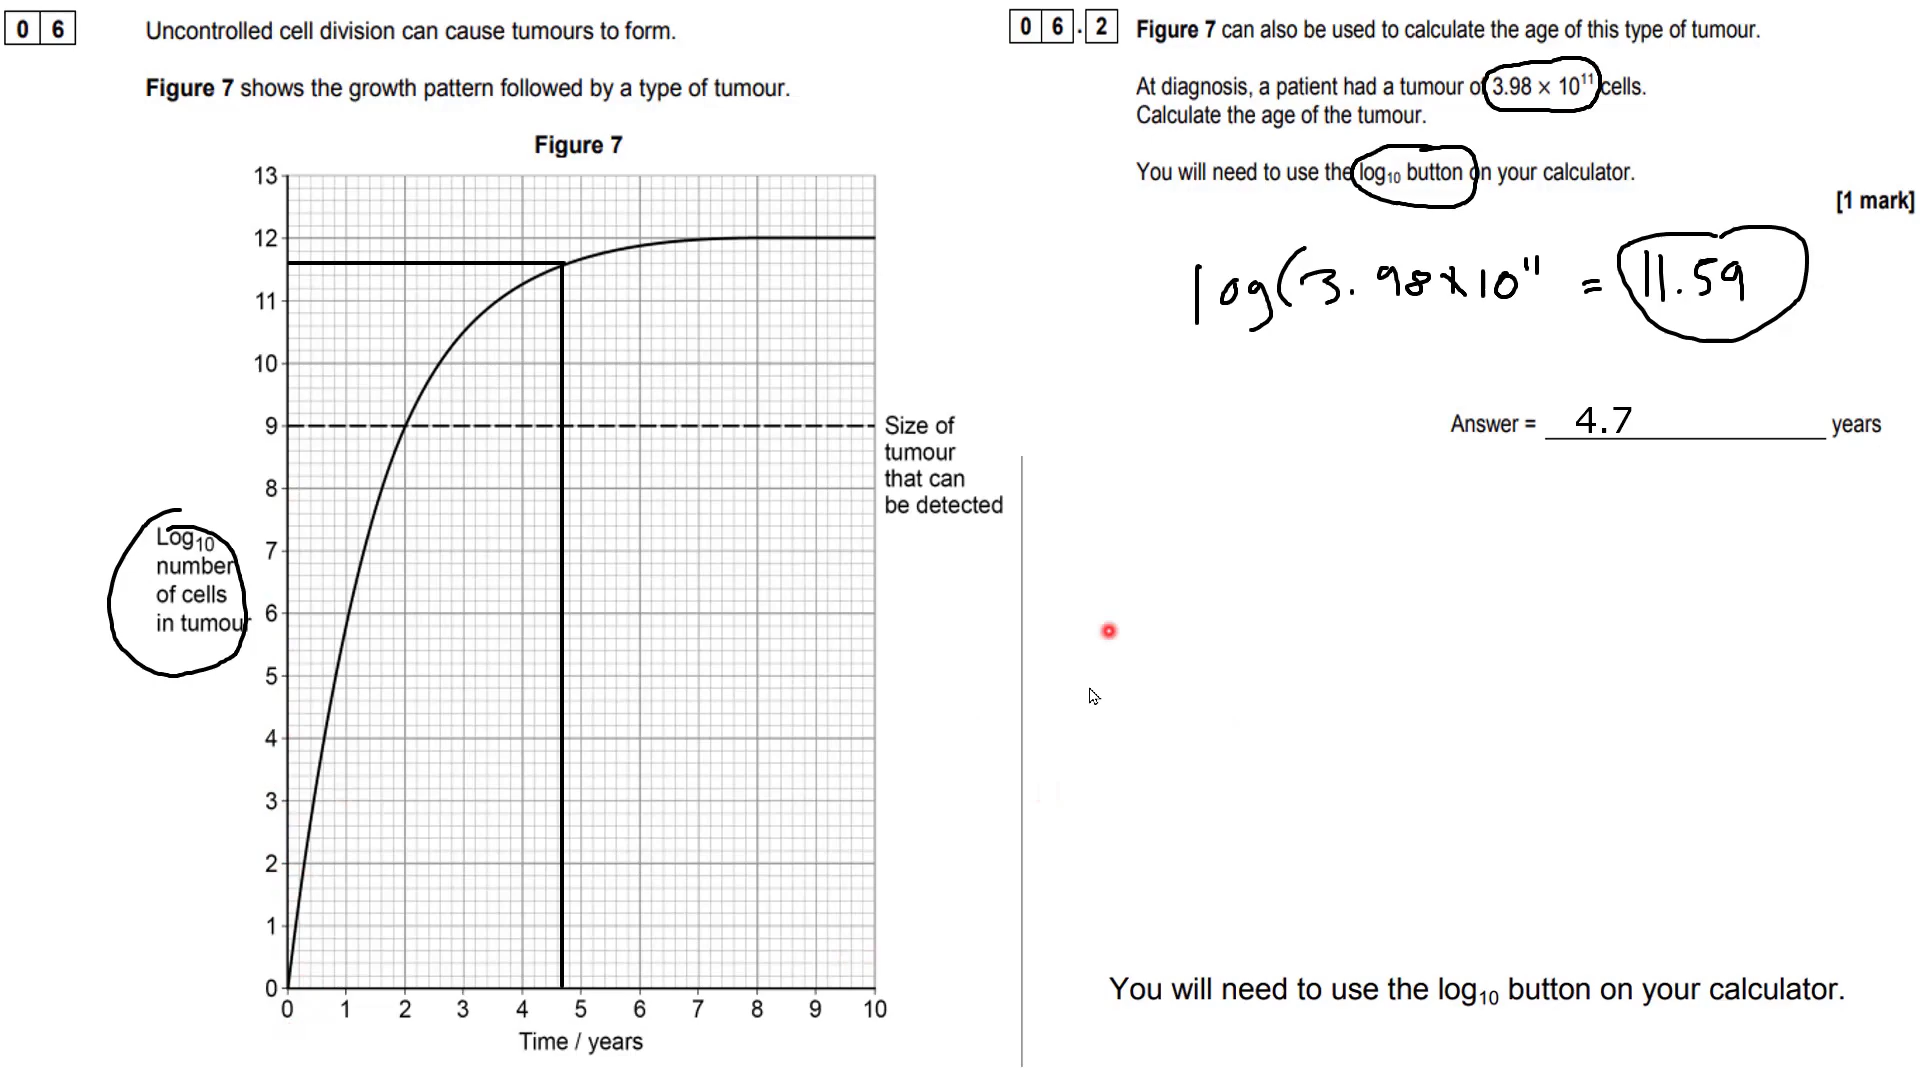 0 6 Uncontrolled cell division can cause tumours to form.
Figure 7 shows the growth pattern followed by a type of tumour.
Figure 7
13
12
11
10
9
8
7
6
5
4
3
2
1
0
Log₁₀
number
of cells
in tumour
Size of
tumour
that can
be detected
0 1 2 3 4 5 6 7 8 9 10
Time / years
0 6 . 2 Figure 7 can also be used to calculate the age of this type of tumour.
At diagnosis, a patient had a tumour of 3.98 × 10¹¹ cells.
Calculate the age of the tumour.
You will need to use the log₁₀ button on your calculator.
[1 mark]
log(3.98×10¹¹ = 11.59
Answer = 4.7 years
You will need to use the log₁₀ button on your calculator.